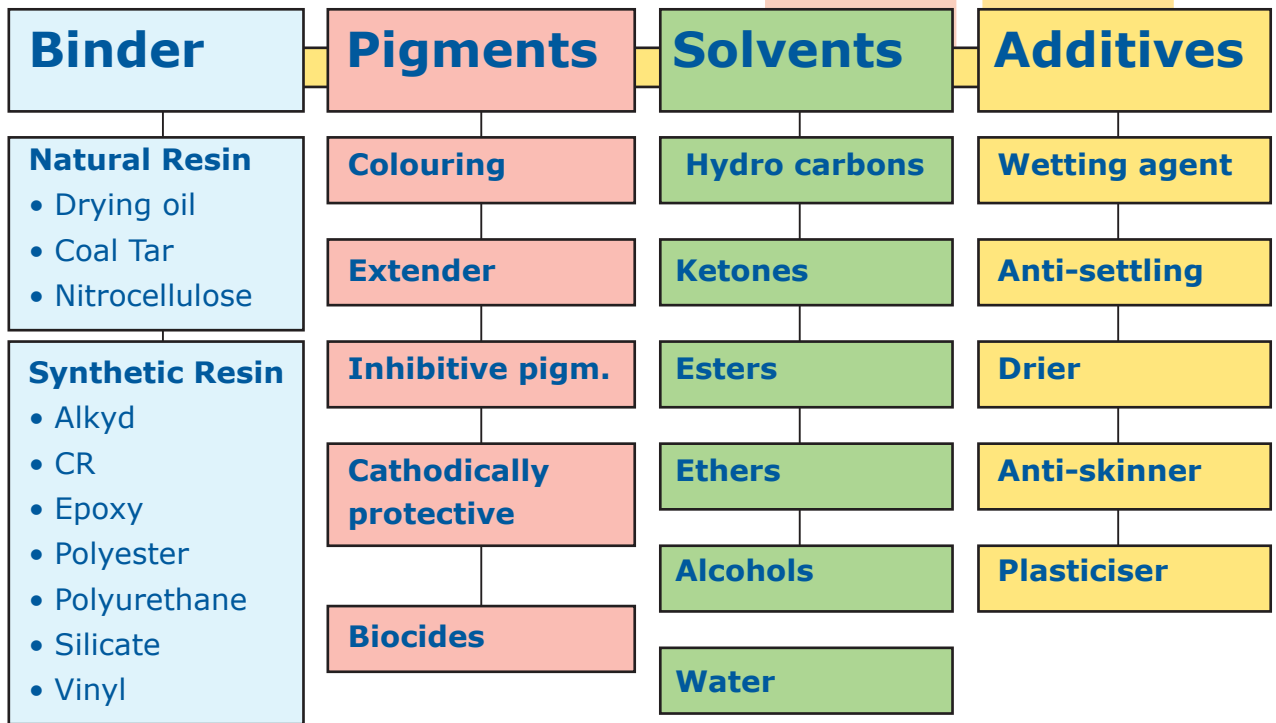 Binder
Natural Resin
• Drying oil
• Coal Tar
• Nitrocellulose
Synthetic Resin
• Alkyd
• CR
• Epoxy
• Polyester
• Polyurethane
• Silicate
• Vinyl
Pigments
Colouring
Extender
Inhibitive pigm.
Cathodically
protective
Biocides
Solvents
Hydro carbons
Ketones
Esters
Ethers
Alcohols
Water
Additives
Wetting agent
Anti-settling
Drier
Anti-skinner
Plasticiser